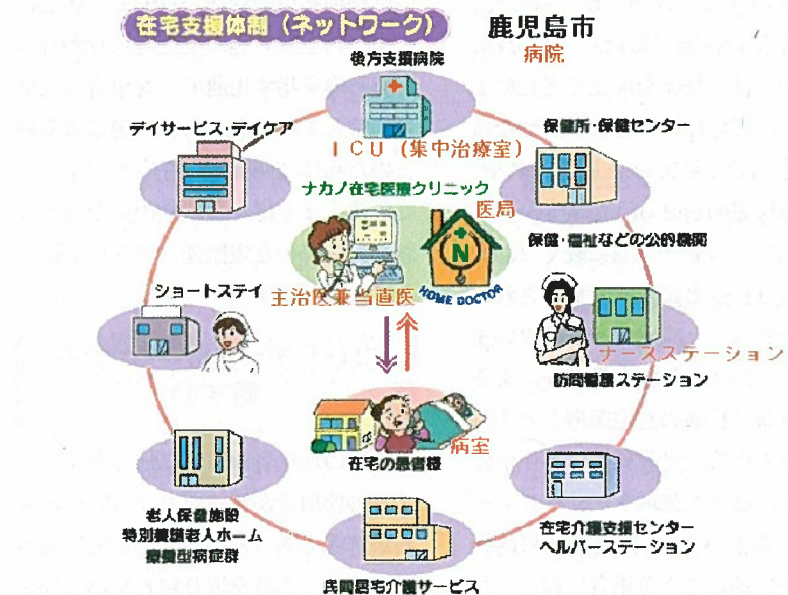 在宅支援体制(ネットワーク)
鹿児島市
後方支援病院
病院
ICU(集中治療室)
デイサービス・デイケア
保健所・保健センター
保健・福祉などの公的機関
ナカノ在宅医療クリニック
医局
N
主治医兼当直医
HOME DOCTOR
ショートステイ
ナースステーション
訪問看護ステーション
病室
在宅の患者様
老人保健施設
特別養護老人ホーム
療養型病症群
在宅介護支援センター
ヘルパーステーション
民間居宅介護サービス